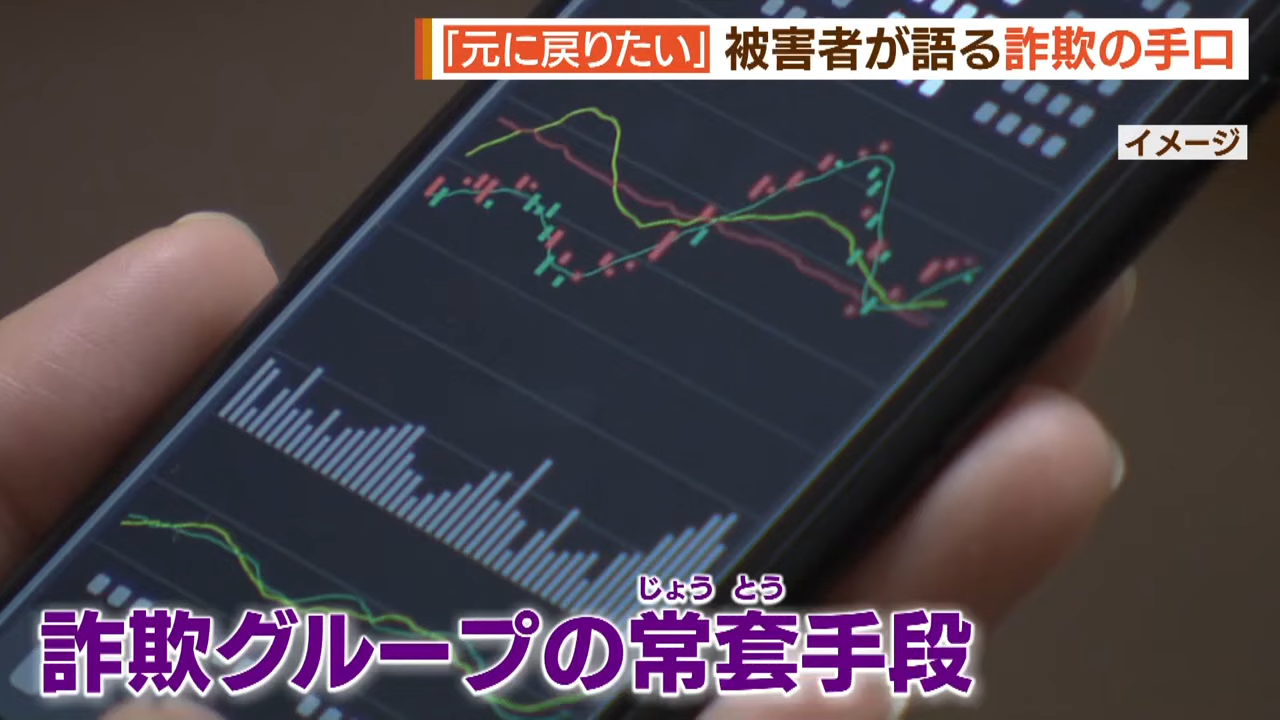 「元に戻りたい」 被害者が語る詐欺の手口
イメージ
じょう とう
詐欺グループの常套手段